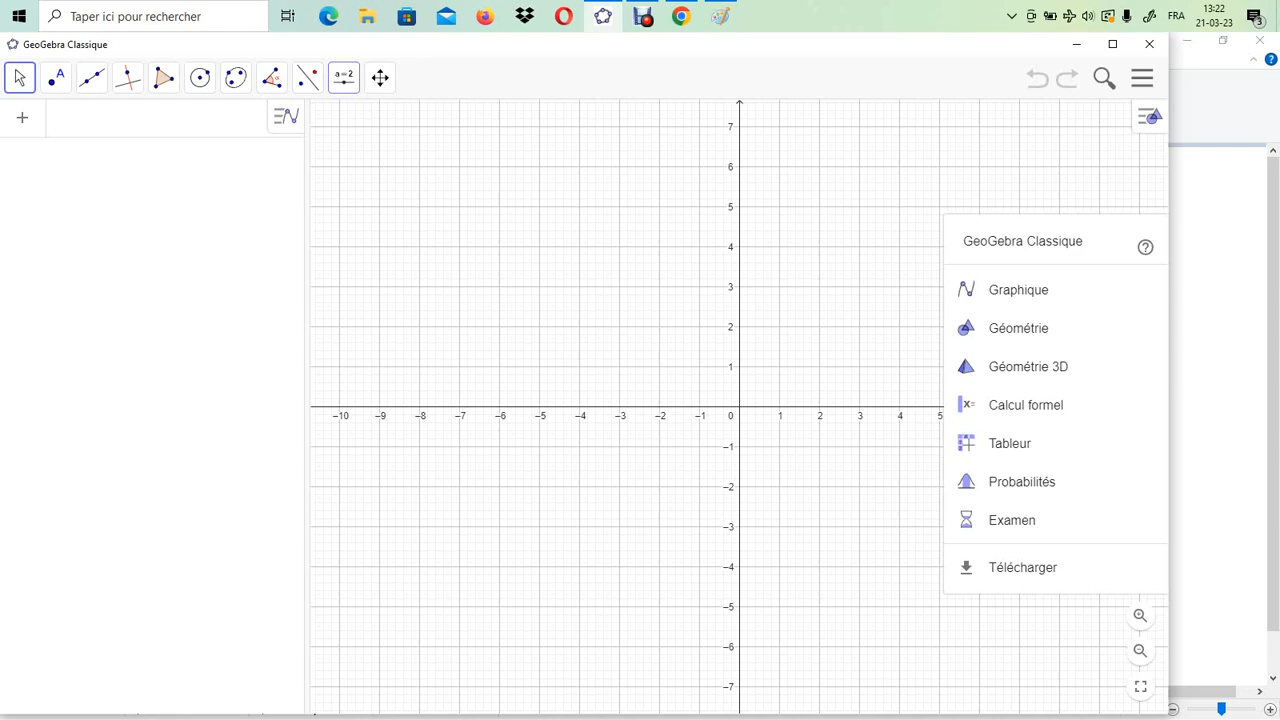 Taper ici pour rechercher
FRA
13:22
21-03-23
3
GeoGebra Classique
A
a=2
7
6
5
4
3
2
1
–10 –9 –8 –7 –6 –5 –4 –3 –2 –1 0 1 2 3 4 5
–1
–2
–3
–4
–5
–6
–7
GeoGebra Classique
Graphique
Géométrie
Géométrie 3D
x=
Calcul formel
Tableur
Probabilités
Examen
Télécharger